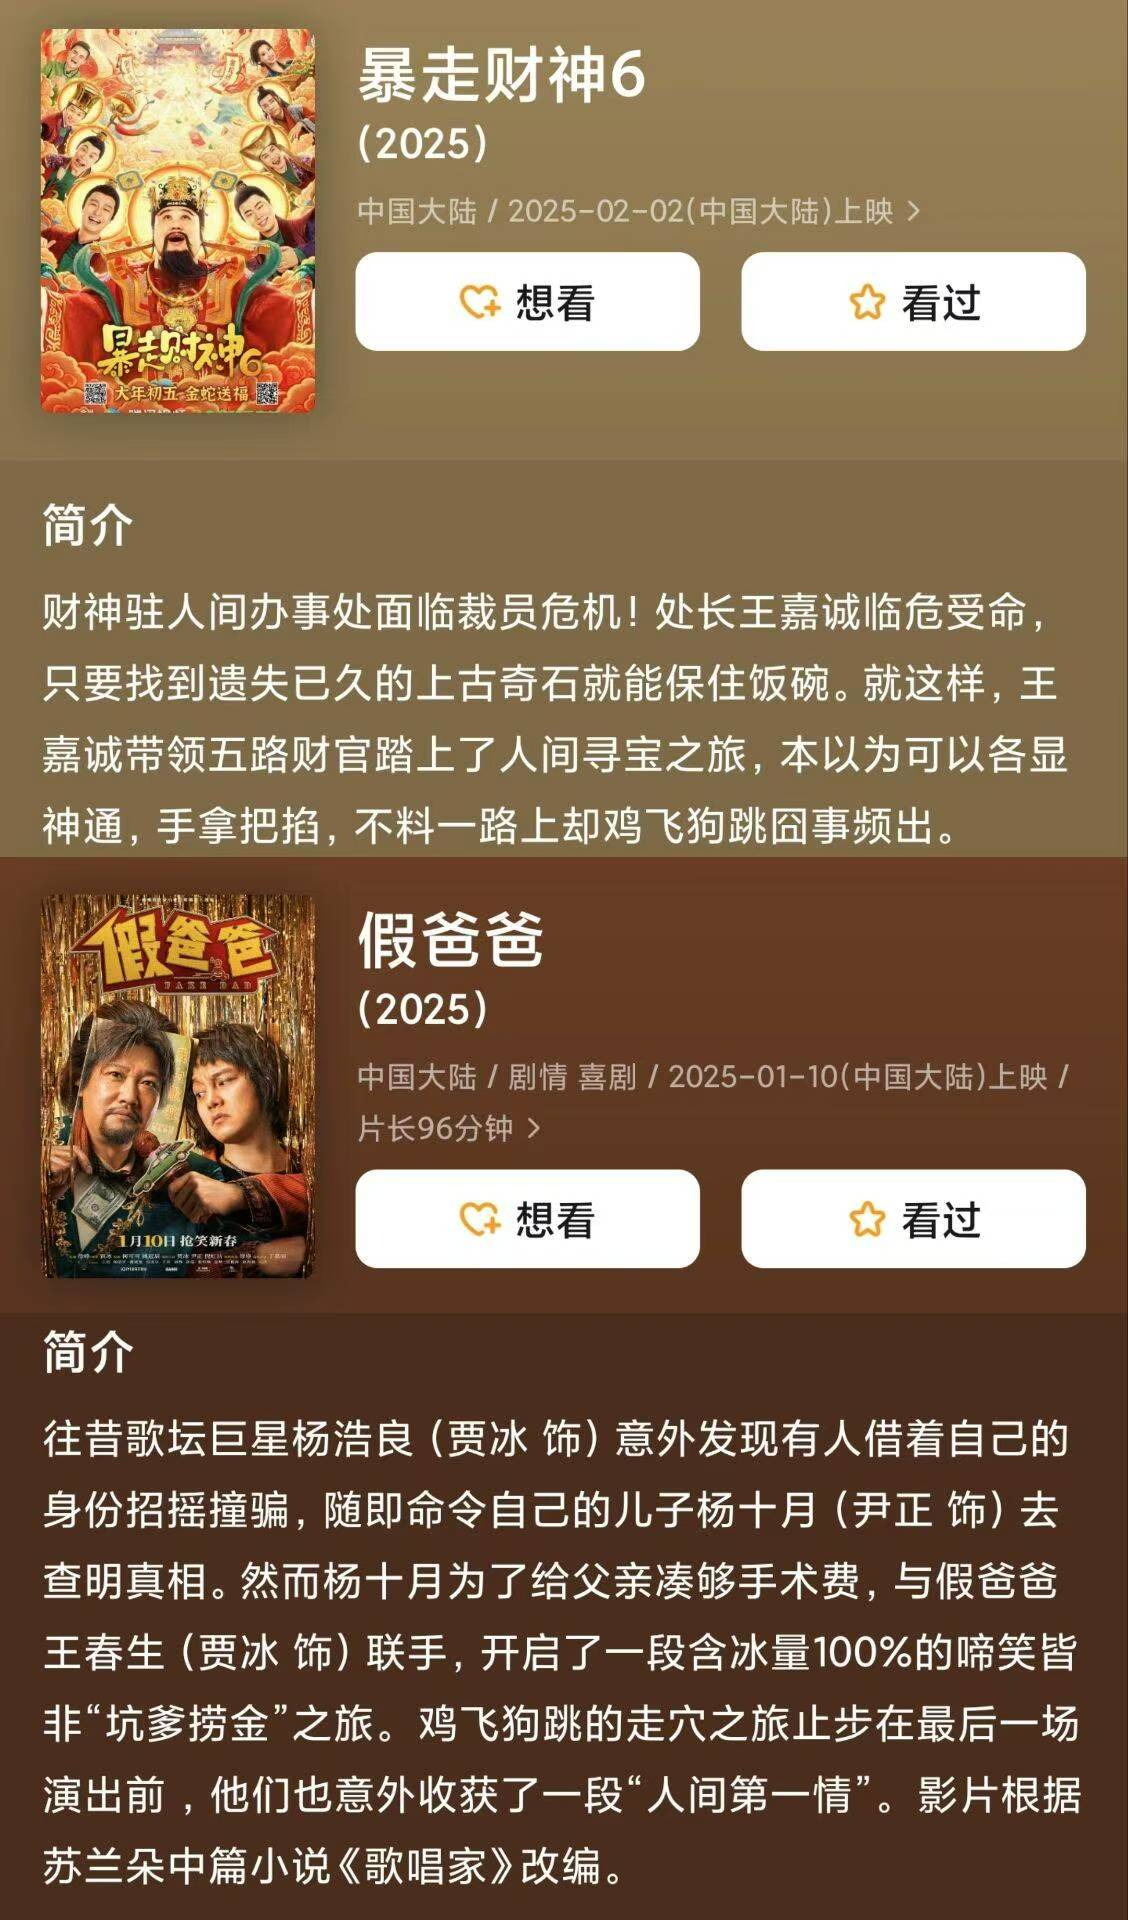 暴走财神6
(2025)
中国大陆 / 2025-02-02(中国大陆)上映 >
想看
看过
暴走财神6
大年初五 金蛇送福
简介
财神驻人间办事处面临裁员危机！处长王嘉诚临危受命，
只要找到遗失已久的上古奇石就能保住饭碗。就这样，王
嘉诚带领五路财官踏上了人间寻宝之旅，本以为可以各显
神通，手拿把掐，不料一路上却鸡飞狗跳囧事频出。
假爸爸
FAKE DAD
1月10日 抢笑新春
假爸爸
(2025)
中国大陆 / 剧情 喜剧 / 2025-01-10(中国大陆)上映 /
片长96分钟 >
想看
看过
简介
往昔歌坛巨星杨浩良（贾冰 饰）意外发现有人借着自己的
身份招摇撞骗，随即命令自己的儿子杨十月（尹正 饰）去
查明真相。然而杨十月为了给父亲凑够手术费，与假爸爸
王春生（贾冰 饰）联手，开启了一段含冰量100%的啼笑皆
非“坑爹捞金”之旅。鸡飞狗跳的走穴之旅止步在最后一场
演出前 ，他们也意外收获了一段“人间第一情”。影片根据
苏兰朵中篇小说《歌唱家》改编。